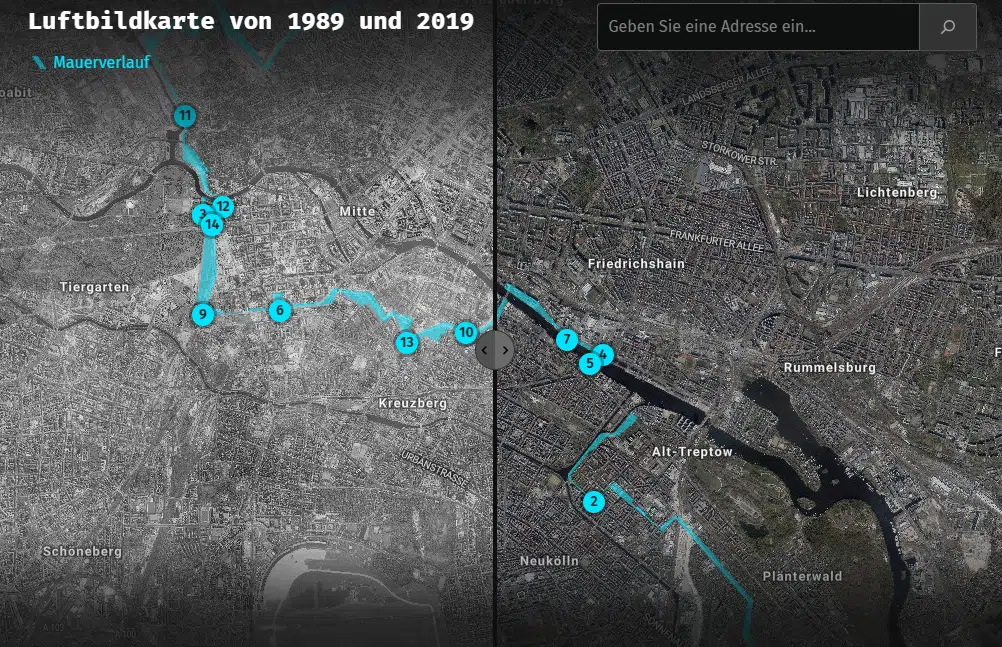 Luftbildkarte von 1989 und 2019
Geben Sie eine Adresse ein...
Mauerverlauf
LANDSBERGER ALLEE
11
STORKOWER STR.
Lichtenberg
12
3
14
Mitte
FRANKFURTER ALLEE
Friedrichshain
Tiergarten
9
6
10
13
7
4
5
Rummelsburg
F
Kreuzberg
Alt-Treptow
URBANSTRASSE
2
Schöneberg
Neukölln
Plänterwald
A 103
A 100